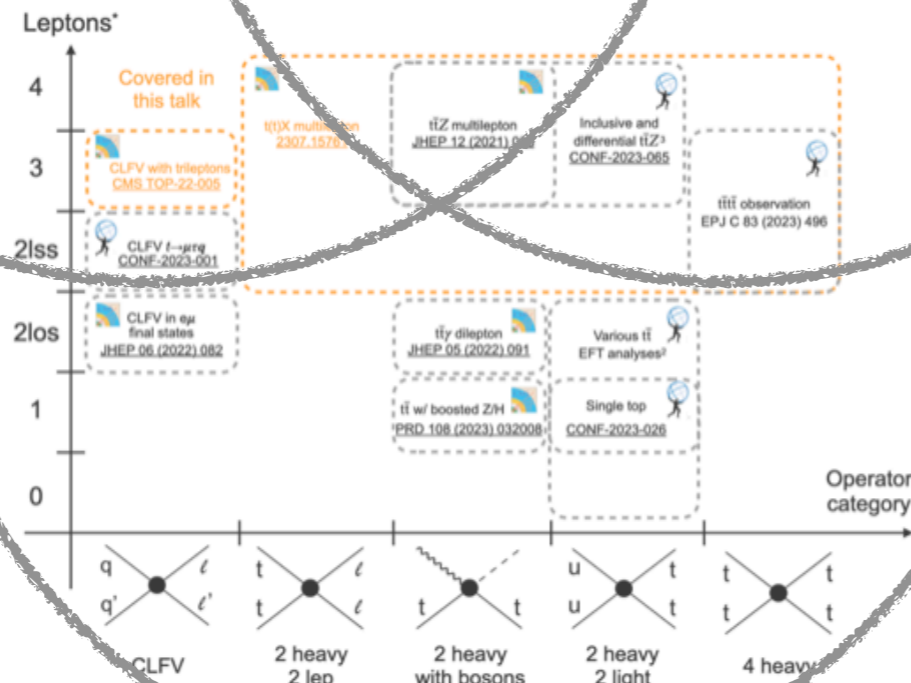 Leptons*
4
Covered in
this talk
t(t)X
tt̄Z multilepton
JHEP 12 (2021)
Inclusive and
differential tt̄Z³
CONF-2023-065
3
CLFV with trileptons
CMS TOP-22-005
tt̄tt̄ observation
EPJ C 83 (2023) 496
2lss
CLFV t→μτq
CONF-2023-001
2los
CLFV in eμ
final states
JHEP 06 (2022) 082
tt̄γ dilepton
JHEP 05 (2022) 091
Various tt̄
EFT analyses²
1
tt̄ w/ boosted Z/H
PRD 108 (2023) 032008
Single top
CONF-2023-026
0
Operator
category
q ℓ
q' ℓ'
t ℓ
t ℓ
t t
u t
u t
t t
t t
CLFV
2 heavy
2 lep
2 heavy
with bosons
2 heavy
2 light
4 heavy